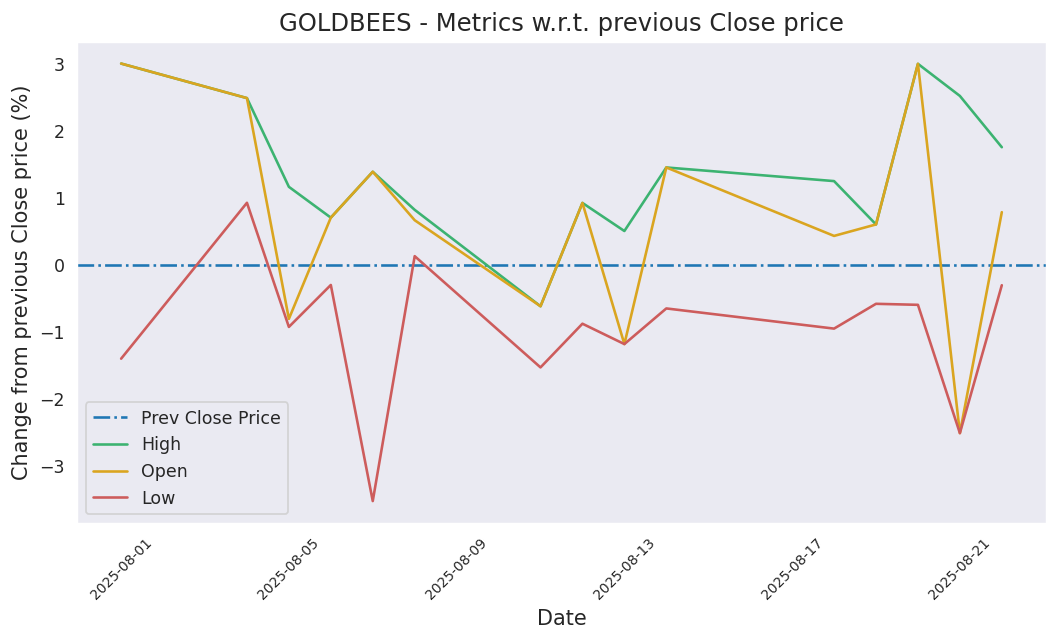 GOLDBEES - Metrics w.r.t. previous Close price
Change from previous Close price (%)
3
2
1
0
−1
−2
−3
Prev Close Price
High
Open
Low
2025-08-01
2025-08-05
2025-08-09
2025-08-13
2025-08-17
2025-08-21
Date